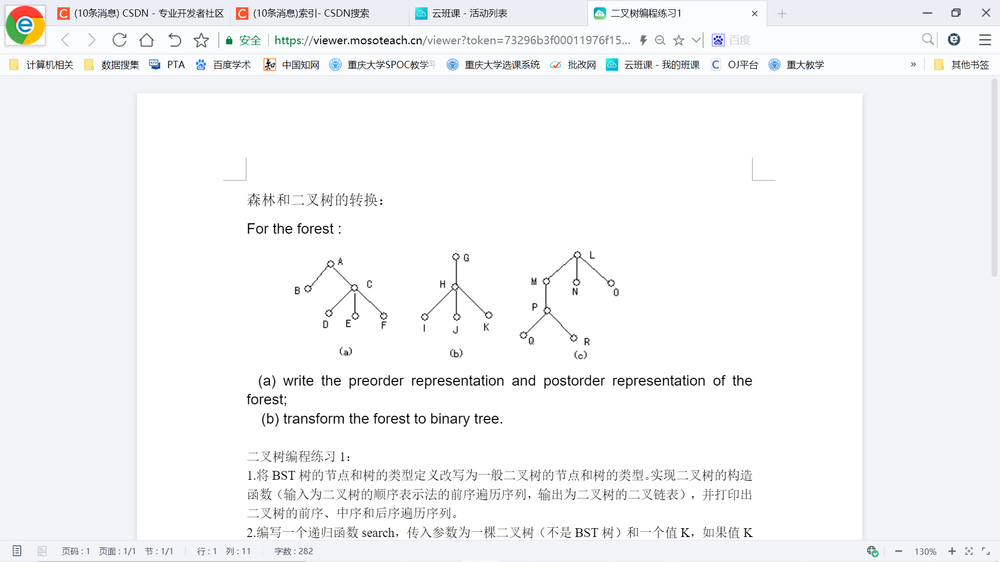 (10条消息) CSDN - 专业开发者社区
(10条消息)索引- CSDN搜索
云班课 - 活动列表
二叉树编程练习1
安全
https://viewer.mosoteach.cn/viewer?token=73296b3f00011976f15...
百度
计算机相关
数据搜集
PTA
百度学术
中国知网
重庆大学SPOC教学
重庆大学选课系统
批改网
云班课 - 我的班课
OJ平台
重大教学
»
其他书签
森林和二叉树的转换：
For the forest :
A
B
C
D
E
F
(a)
G
H
I
J
K
(b)
L
M
N
O
P
Q
R
(c)
(a) write the preorder representation and postorder representation of the
forest;
(b) transform the forest to binary tree.
二叉树编程练习 1：
1.将 BST 树的节点和树的类型定义改写为一般二叉树的节点和树的类型。实现二叉树的构造
函数（输入为二叉树的顺序表示法的前序遍历序列，输出为二叉树的二叉链表），并打印出
二叉树的前序、中序和后序遍历序列。
2.编写一个递归函数 search，传入参数为一棵二叉树（不是 BST 树）和一个值 K，如果值 K
页码 : 1 页面 : 1/1 节 : 1/1 行 : 1 列 : 11 字数 : 282
130%